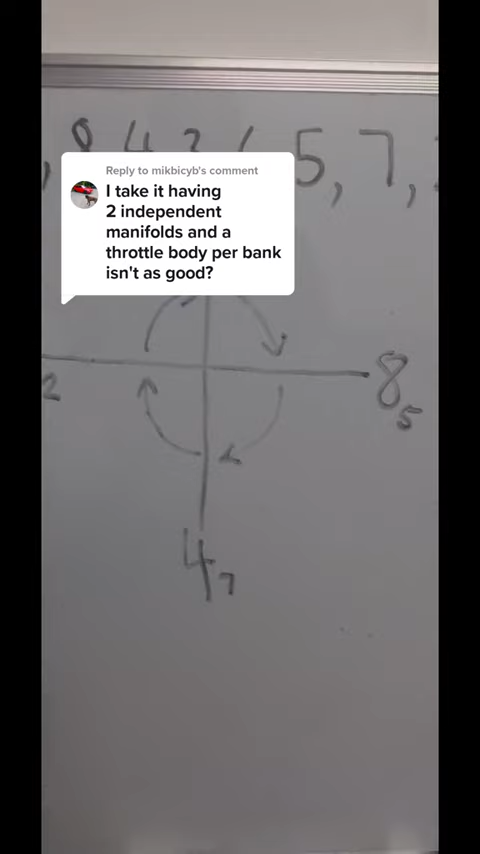 5, 7,
Reply to mikbicyb's comment
I take it having
2 independent
manifolds and a
throttle body per bank
isn't as good?
2
8 5
4 7